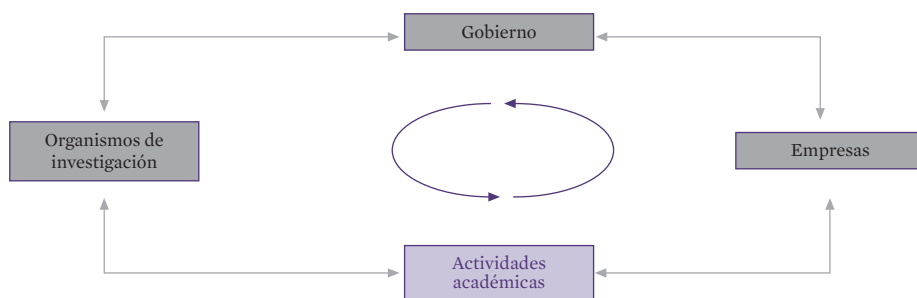 Gobierno
Organismos de
investigación
Empresas
Actividades
académicas